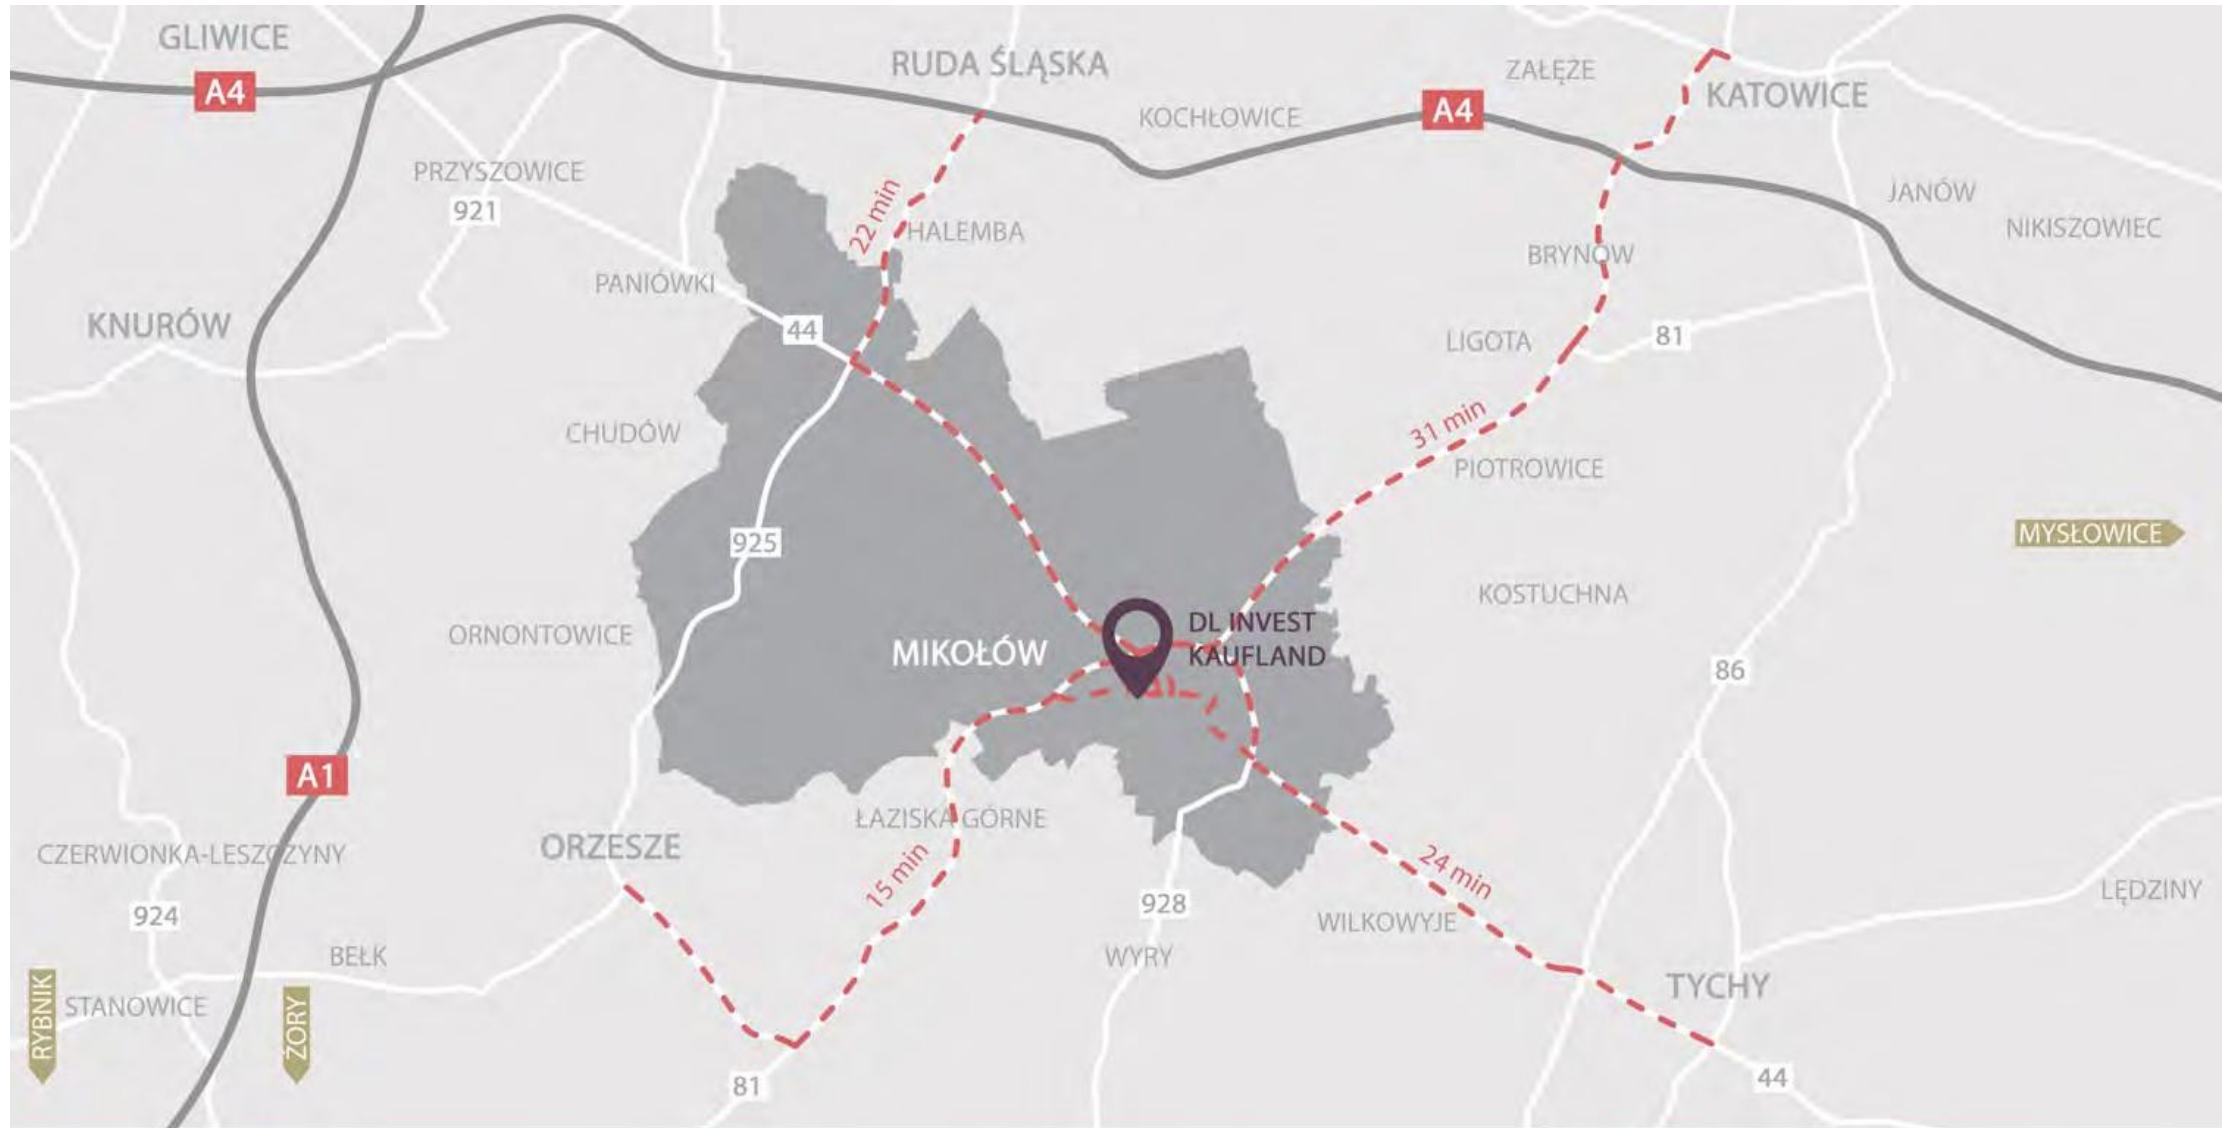 GLIWICE
A4
RUDA ŚLĄSKA
ZAŁĘŻE
KATOWICE
A4
KOCHŁOWICE
PRZYSZOWICE
921
22 min
HALEMBA
JANÓW
NIKISZOWIEC
BRYNÓW
PANIÓWKI
KNURÓW
44
LIGOTA
81
CHUDÓW
31 min
PIOTROWICE
925
MYSŁOWICE
KOSTUCHNA
ORNONTOWICE
MIKOŁÓW
DL INVEST
KAUFLAND
86
A1
ŁAZISKA GÓRNE
ORZESZE
CZERWIONKA-LESZCZYNY
15 min
24 min
LĘDZINY
924
928
WILKOWYJE
BEŁK
WYRY
TYCHY
STANOWICE
RYBNIK
ŻORY
81
44